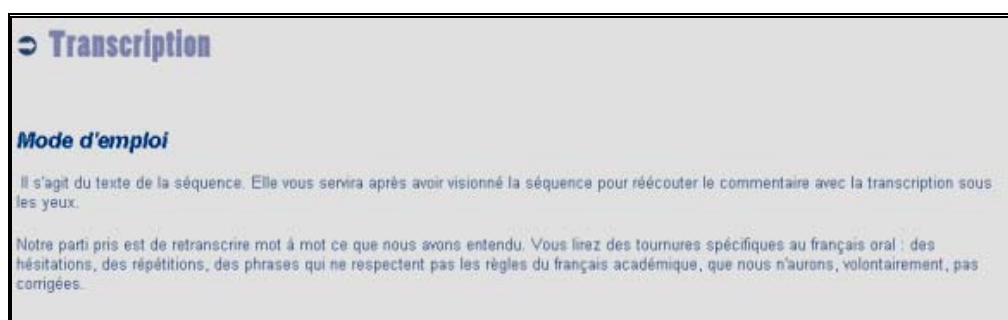 Transcription
Mode d'emploi
Il s'agit du texte de la séquence. Elle vous servira après avoir visionné la séquence pour réécouter le commentaire avec la transcription sous
les yeux.
Notre parti pris est de retranscrire mot à mot ce que nous avons entendu. Vous lirez des tournures spécifiques au français oral : des
hésitations, des répétitions, des phrases qui ne respectent pas les règles du français académique, que nous n'aurons, volontairement, pas
corrigées.